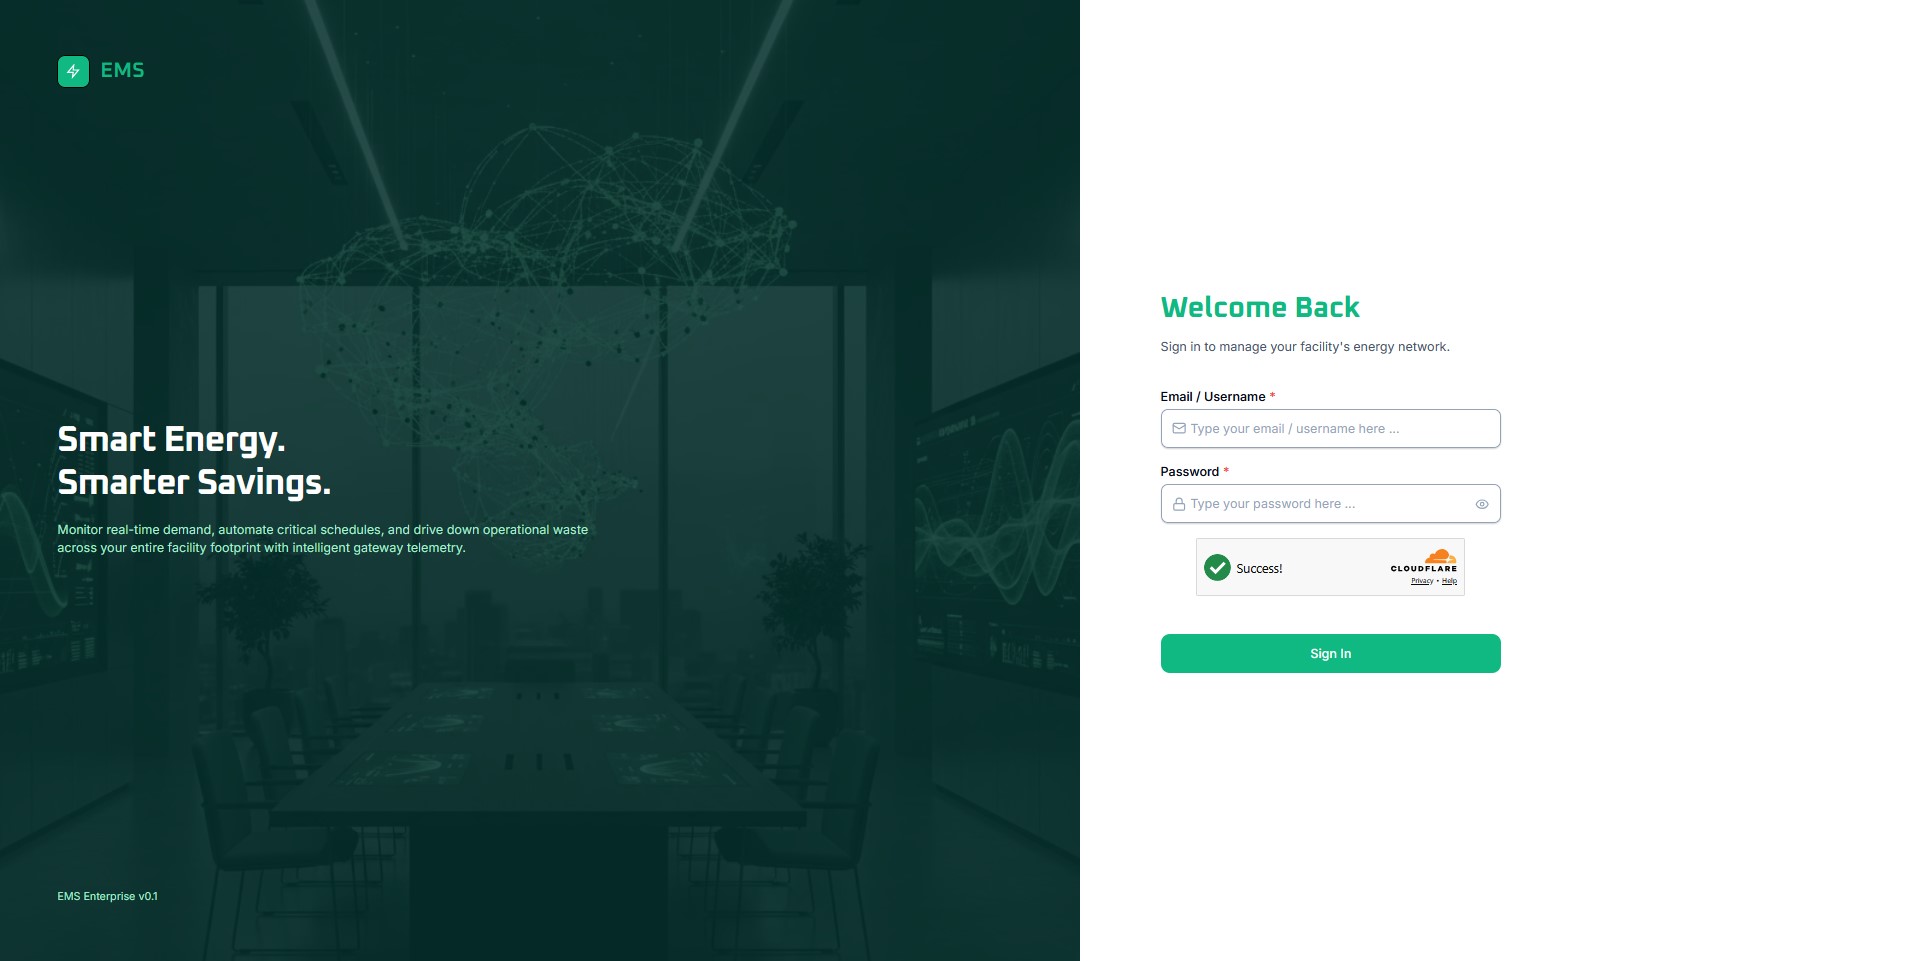 EMS
Smart Energy.
Smarter Savings.
Monitor real-time demand, automate critical schedules, and drive down operational waste
across your entire facility footprint with intelligent gateway telemetry.
EMS Enterprise v0.1
Welcome Back
Sign in to manage your facility's energy network.
Email / Username *
Type your email / username here ...
Password *
Type your password here ...
Success!
CLOUDFLARE
Privacy • Help
Sign In